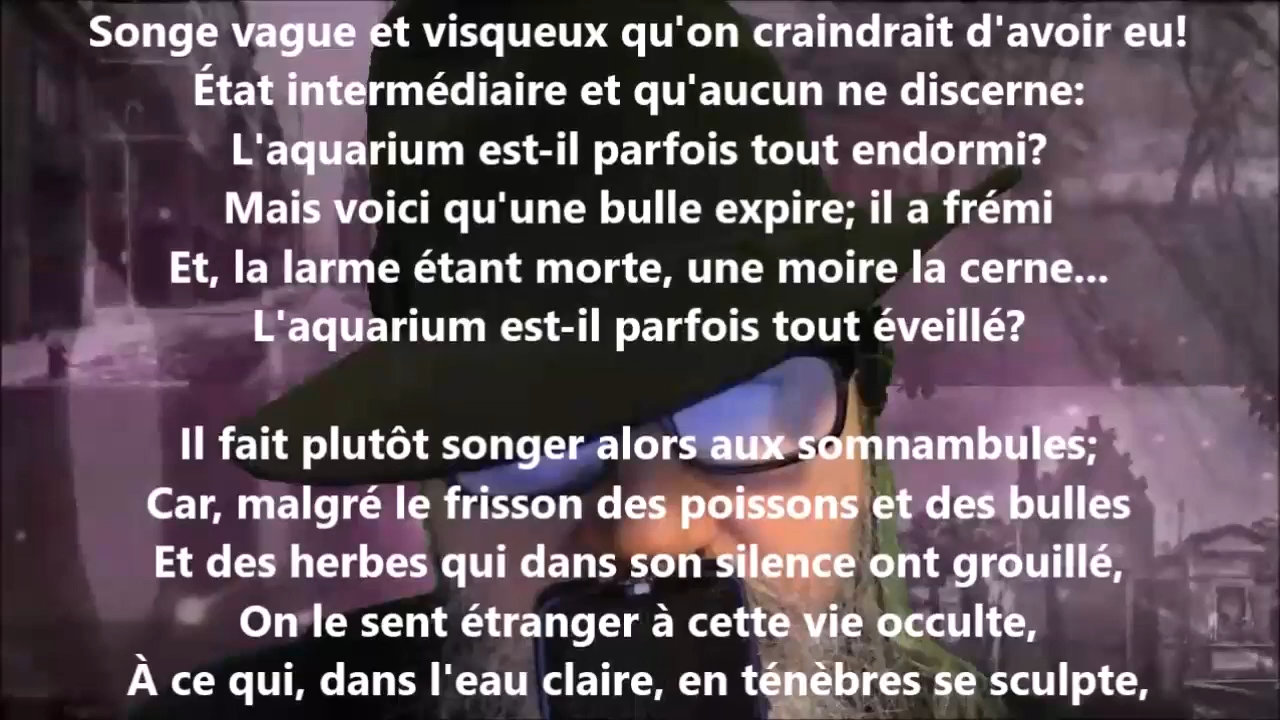 Songe vague et visqueux qu'on craindrait d'avoir eu!
État intermédiaire et qu'aucun ne discerne:
L'aquarium est-il parfois tout endormi?
Mais voici qu'une bulle expire; il a frémi
Et, la larme étant morte, une moire la cerne...
L'aquarium est-il parfois tout éveillé?
Il fait plutôt songer alors aux somnambules;
Car, malgré le frisson des poissons et des bulles
Et des herbes qui dans son silence ont grouillé,
On le sent étranger à cette vie occulte,
À ce qui, dans l'eau claire, en ténèbres se sculpte,